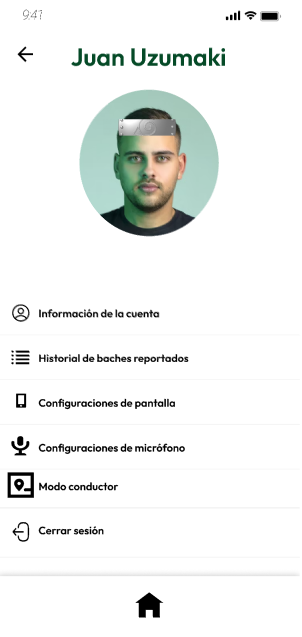 9:41
Juan Uzumaki
Información de la cuenta
Historial de baches reportados
Configuraciones de pantalla
Configuraciones de micrófono
Modo conductor
Cerrar sesión